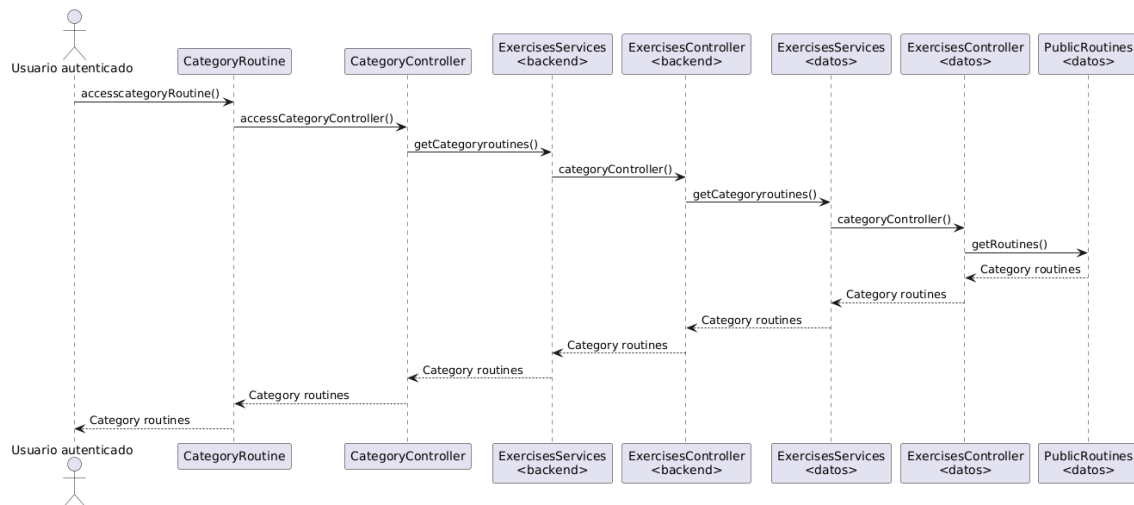 Usuario autenticado
CategoryRoutine
CategoryController
ExercisesServices
<backend>
ExercisesController
<backend>
ExercisesServices
<datos>
ExercisesController
<datos>
PublicRoutines
<datos>
accesscategoryRoutine()
accessCategoryController()
getCategoryroutines()
categoryController()
getCategoryroutines()
categoryController()
getRoutines()
Category routines
Category routines
Category routines
Category routines
Category routines
Category routines
Category routines
Usuario autenticado
CategoryRoutine
CategoryController
ExercisesServices
<backend>
ExercisesController
<backend>
ExercisesServices
<datos>
ExercisesController
<datos>
PublicRoutines
<datos>